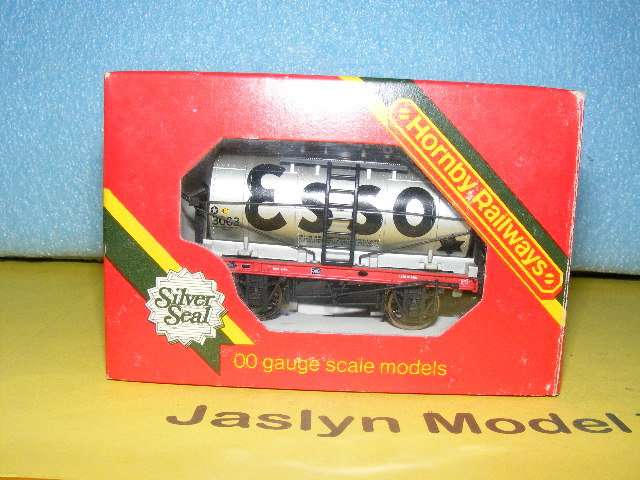 Hornby Railways
ESSO
3062
Silver
Seal
00 gauge scale models
Jaslyn Model